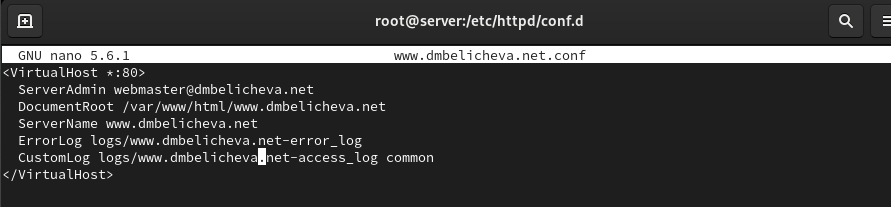 root@server:/etc/httpd/conf.d
GNU nano 5.6.1 www.dmbelicheva.net.conf
<VirtualHost *:80>
ServerAdmin webmaster@dmbelicheva.net
DocumentRoot /var/www/html/www.dmbelicheva.net
ServerName www.dmbelicheva.net
ErrorLog logs/www.dmbelicheva.net-error_log
CustomLog logs/www.dmbelicheva.net-access_log common
</VirtualHost>